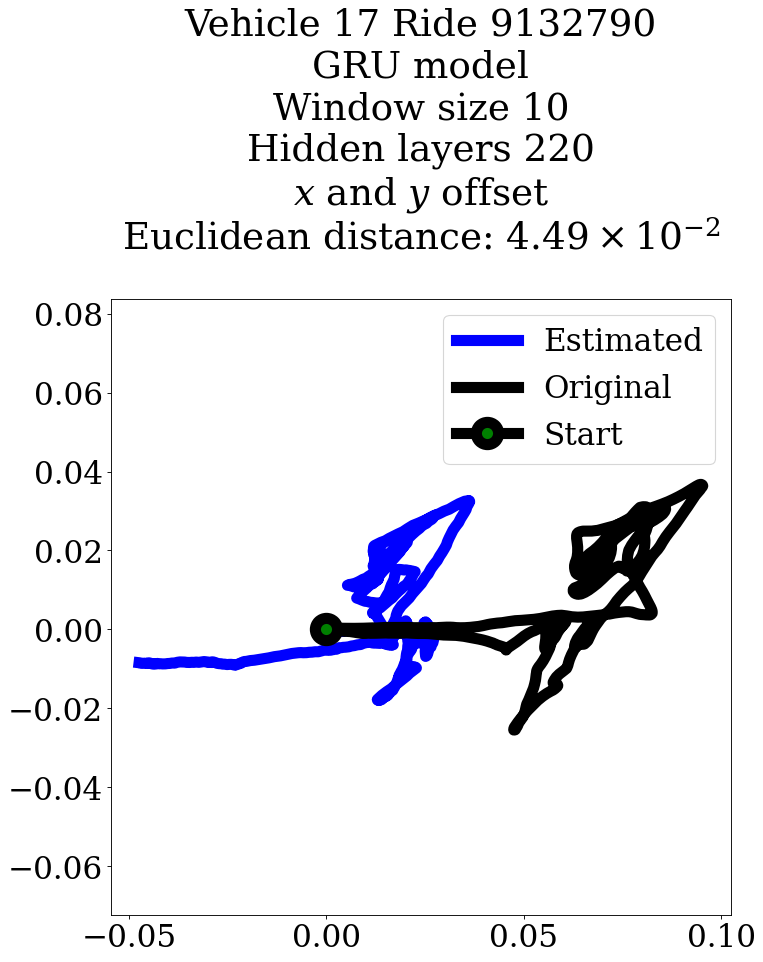 Vehicle 17 Ride 9132790
GRU model
Window size 10
Hidden layers 220
x and y offset
Euclidean distance: 4.49 × 10⁻²
Estimated
Original
Start
0.08
0.06
0.04
0.02
0.00
−0.02
−0.04
−0.06
−0.05
0.00
0.05
0.10